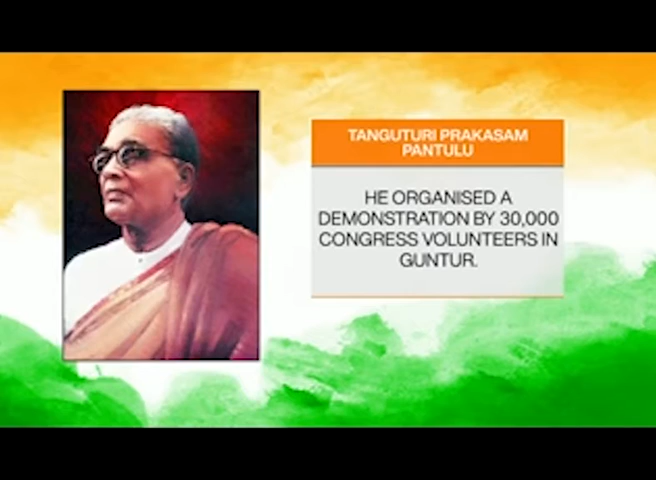 TANGUTURI PRAKASAM
PANTULU
HE ORGANISED A
DEMONSTRATION BY 30,000
CONGRESS VOLUNTEERS IN
GUNTUR.